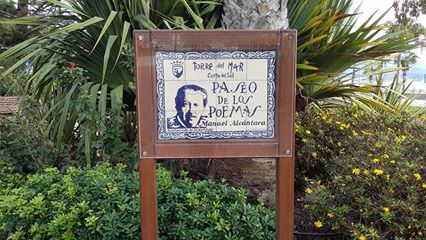 TORRE del MAR
Costa del Sol
PASEO
DE LOS
POEMAS
Manuel Alcántara